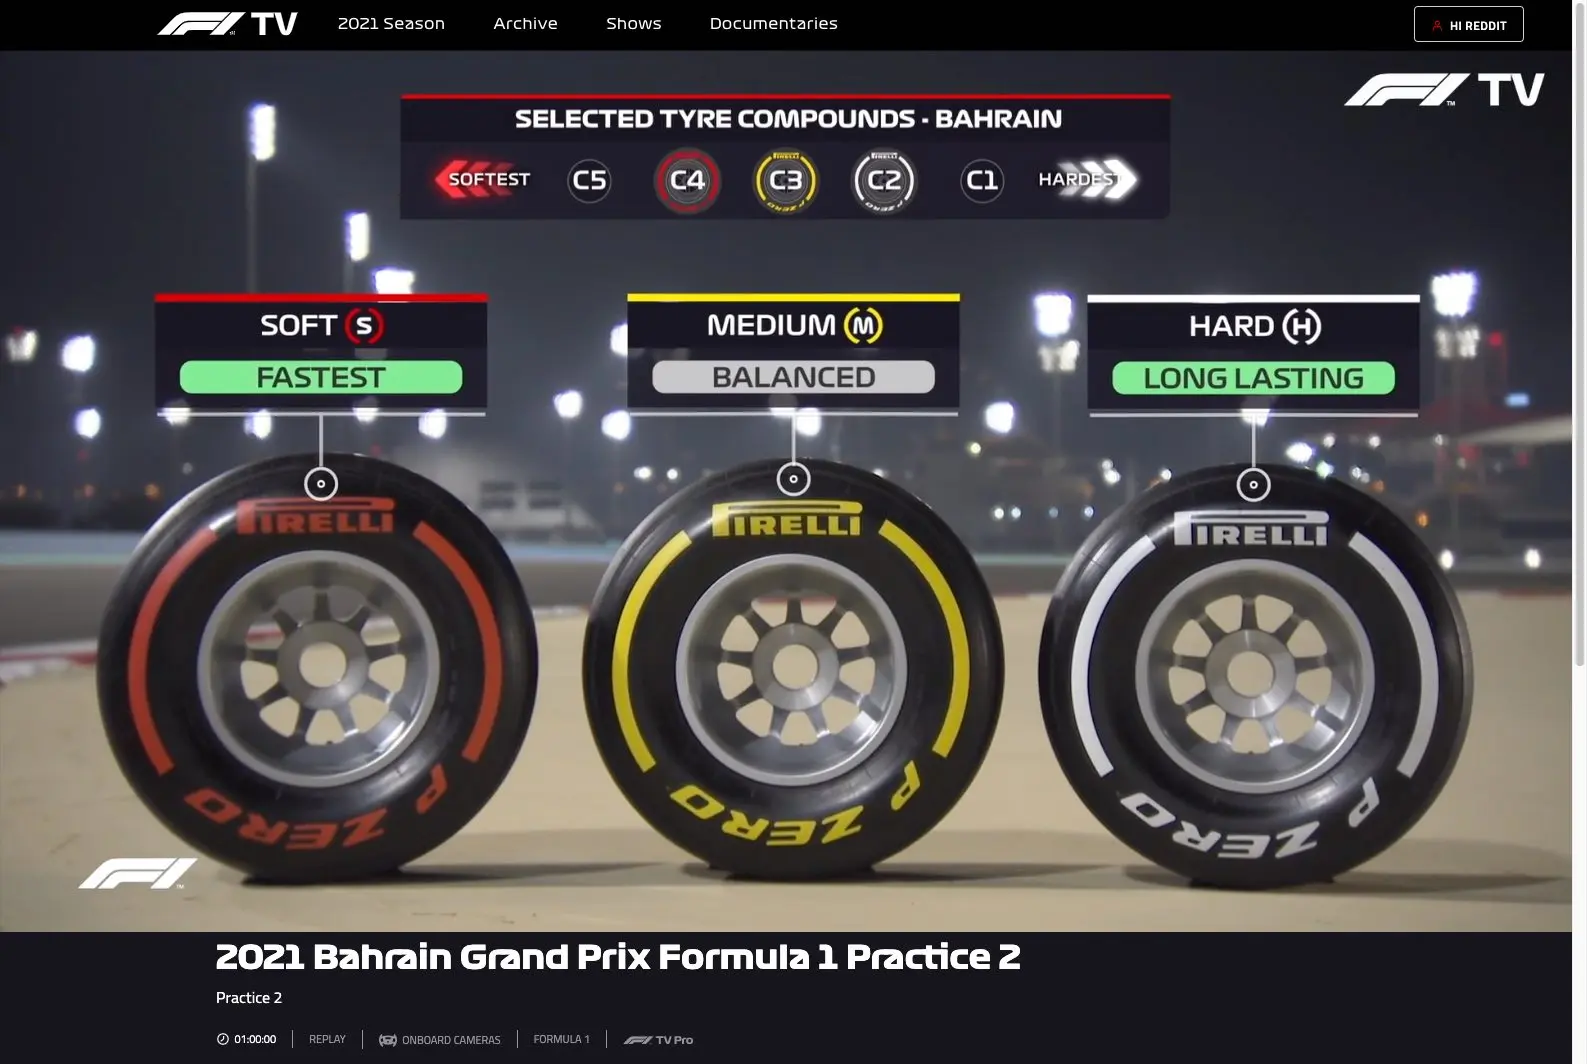 F1 TV 2021 Season Archive Shows Documentaries HI REDDIT
F1 TV
SELECTED TYRE COMPOUNDS - BAHRAIN
SOFTEST C5 C4 C3 C2 C1 HARDEST
SOFT (S)
FASTEST
MEDIUM (M)
BALANCED
HARD (H)
LONG LASTING
PIRELLI
P ZERO
PIRELLI
P ZERO
PIRELLI
P ZERO
F1
2021 Bahrain Grand Prix Formula 1 Practice 2
Practice 2
01:00:00 REPLAY ONBOARD CAMERAS FORMULA 1 F1 TV Pro